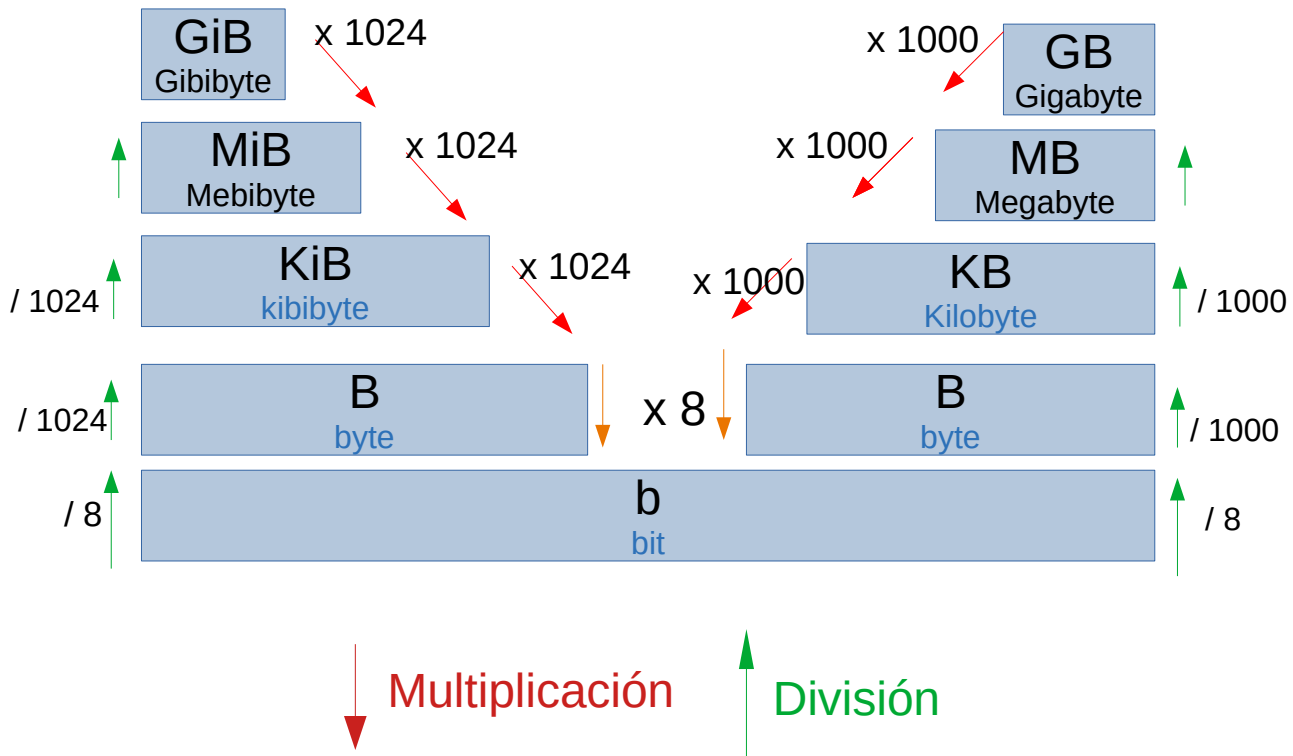 GiB
Gibibyte
x 1024
x 1000
GB
Gigabyte
MiB
Mebibyte
x 1024
x 1000
MB
Megabyte
/ 1024
KiB
kibibyte
x 1024
x 1000
KB
Kilobyte
/ 1000
/ 1024
B
byte
x 8
B
byte
/ 1000
/ 8
b
bit
/ 8
Multiplicación
División